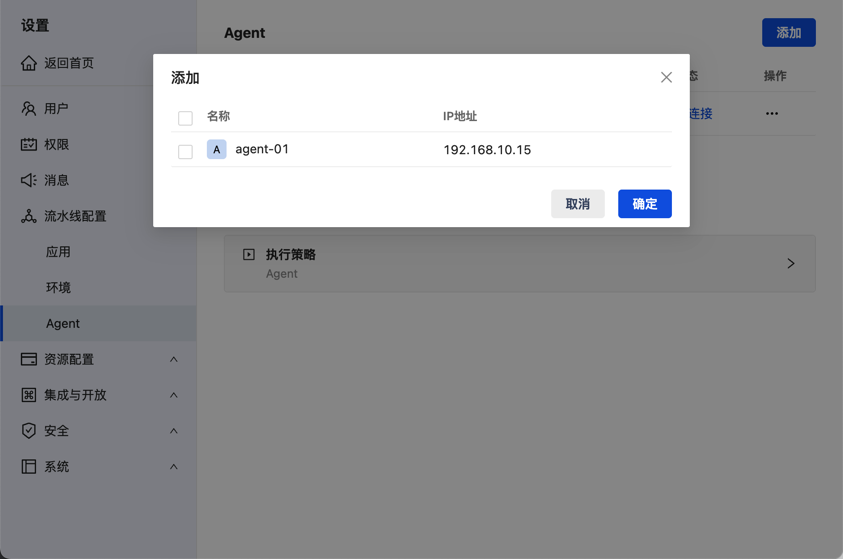 设置
返回首页
用户
权限
消息
流水线配置
应用
环境
Agent
资源配置
集成与开放
安全
系统
Agent
添加
态
操作
连接
添加
名称
IP地址
A
agent-01
192.168.10.15
取消
确定
执行策略
Agent